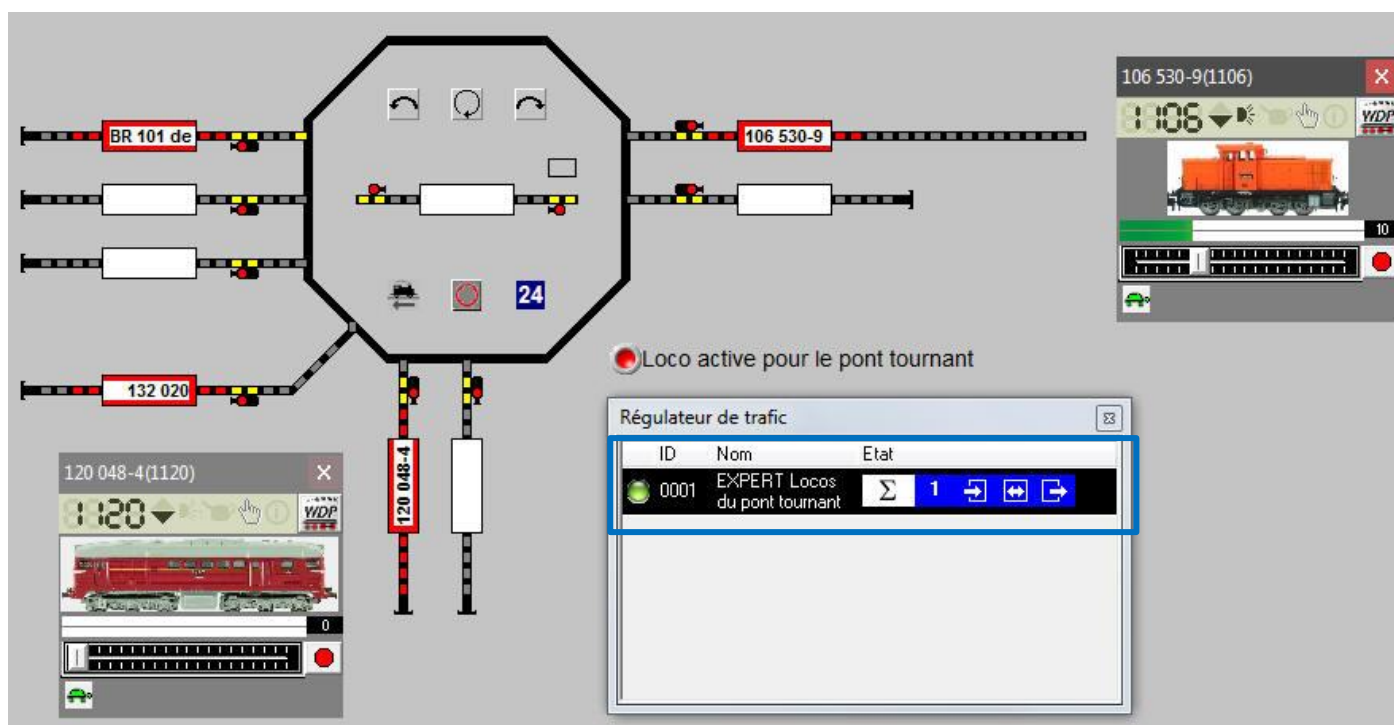 106 530-9(1106)
1106
WDP
BR 101 de
106 530-9
10
24
132 020
Loco active pour le pont tournant
Régulateur de trafic
ID Nom Etat
0001 EXPERT Locos
du pont tournant
Σ 1
120 048-4
120 048-4(1120)
1120
WDP
0